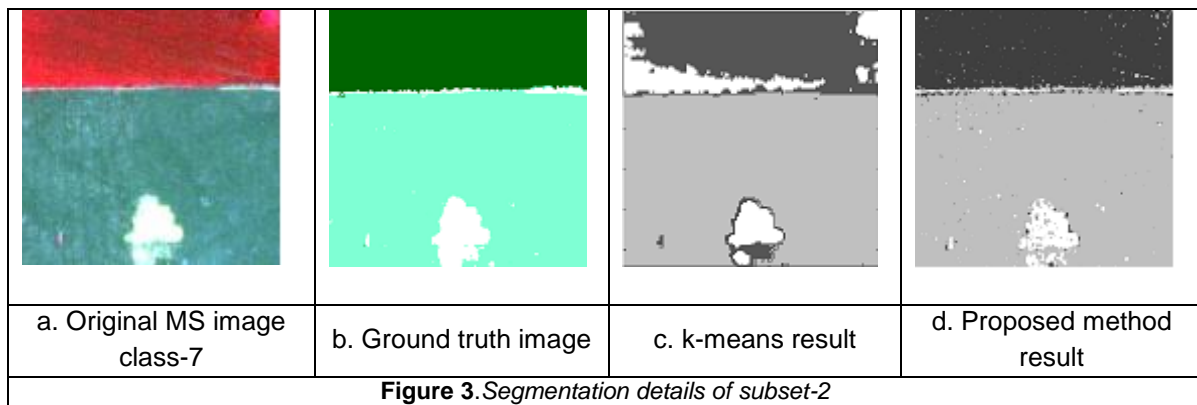 a. Original MS image
class-7
b. Ground truth image
c. k-means result
d. Proposed method
result
Figure 3.Segmentation details of subset-2